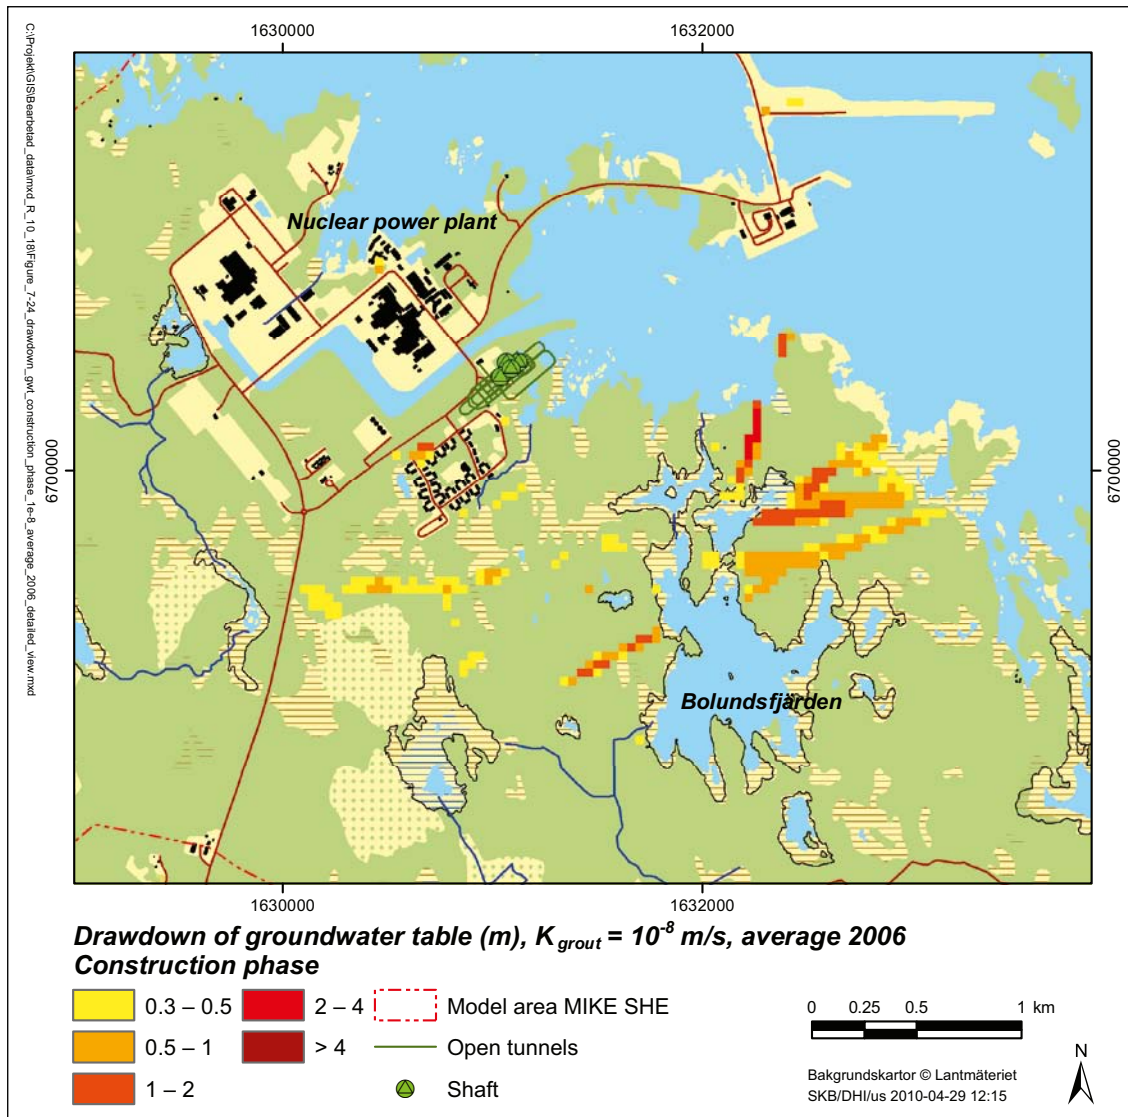 1630000
1632000
C:\Projekt\GIS\Bearbetad_data\mxd_R_10_18\Figure_7-24_drawdown_gwt_construction_phase_1e-8_average_2006_detailed_view.mxd
Nuclear power plant
6700000
6700000
Bolundsfjärden
1630000
1632000
Drawdown of groundwater table (m), K grout = 10-8 m/s, average 2006
Construction phase
0.3 – 0.5
2 – 4
Model area MIKE SHE
0.5 – 1
> 4
Open tunnels
1 – 2
Shaft
0 0.25 0.5 1 km
N
Bakgrundskartor © Lantmäteriet
SKB/DHI/us 2010-04-29 12:15